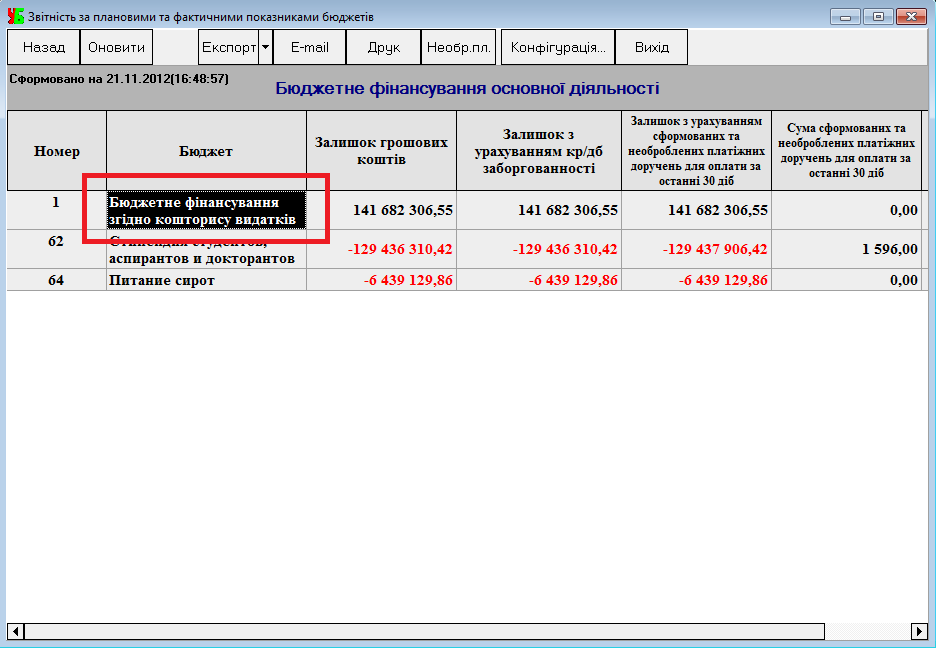 УБ Звітність за плановими та фактичними показниками бюджетів
Назад Оновити Експорт E-mail Друк Необр.пл. Конфігурація... Вихід
Сформовано на 21.11.2012(16:48:57)
Бюджетне фінансування основної діяльності
Номер
Бюджет
Залишок грошових
коштів
Залишок з
урахуванням кр/дб
заборгованності
Залишок з урахуванням
сформованих та
необроблених платіжних
доручень для оплати за
останні 30 діб
Сума сформованих та
необроблених платіжних
доручень для оплати за
останні 30 діб
1
Бюджетне фінансування
згідно кошторису видатків
141 682 306,55 141 682 306,55 141 682 306,55 0,00
62
Стипендия студентов,
аспирантов и докторантов
-129 436 310,42 -129 436 310,42 -129 437 906,42 1 596,00
64 Питание сирот -6 439 129,86 -6 439 129,86 -6 439 129,86 0,00